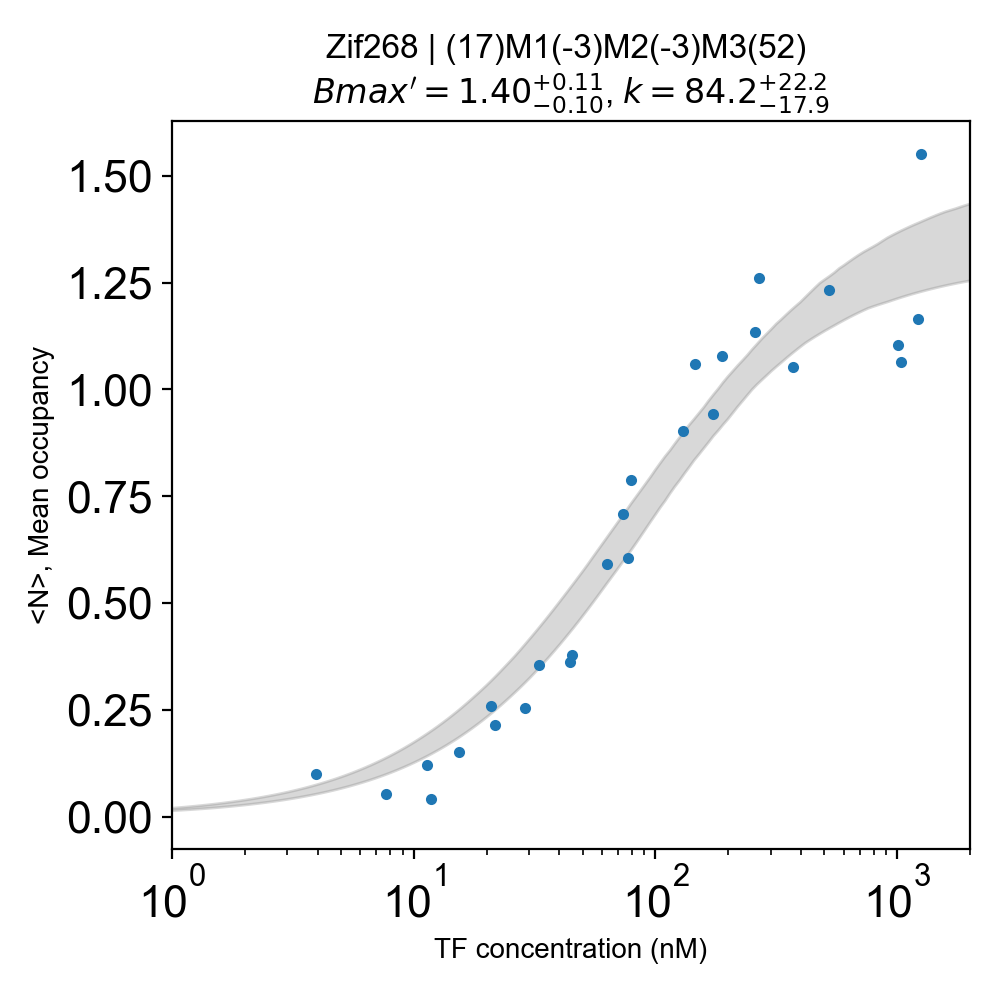 Zif268 | (17)M1(-3)M2(-3)M3(52)
Bmax′ = 1.40 +0.11 −0.10, k = 84.2 +22.2 −17.9
1.50
1.25
1.00
0.75
0.50
0.25
0.00
<N>, Mean occupancy
10^0 10^1 10^2 10^3
TF concentration (nM)